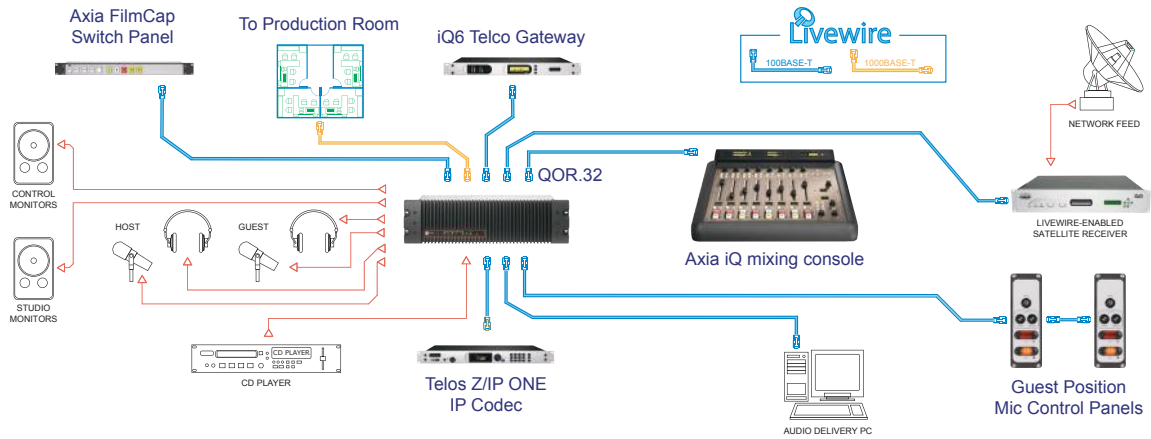 Axia FilmCap
Switch Panel
To Production Room
iQ6 Telco Gateway
Livewire
100BASE-T
1000BASE-T
NETWORK FEED
CONTROL
MONITORS
HOST
GUEST
QOR.32
Axia iQ mixing console
LIVEWIRE-ENABLED
SATELLITE RECEIVER
STUDIO
MONITORS
CD PLAYER
CD PLAYER
Telos Z/IP ONE
IP Codec
AUDIO DELIVERY PC
Guest Position
Mic Control Panels